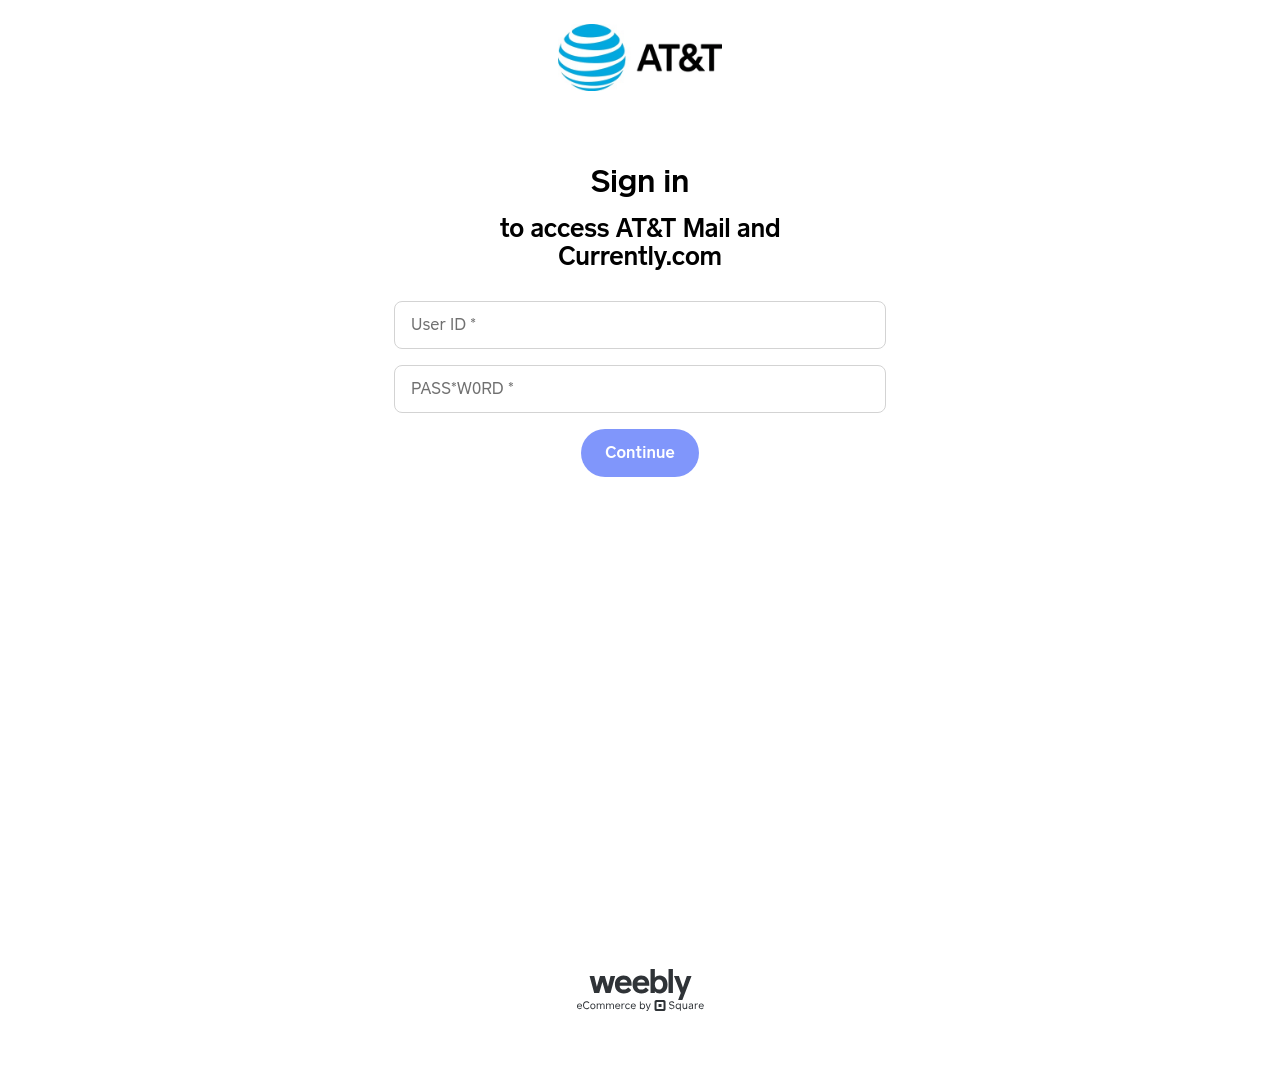 AT&T
Sign in
to access AT&T Mail and
Currently.com
User ID *
PASS*W0RD *
Continue
weebly
eCommerce by Square